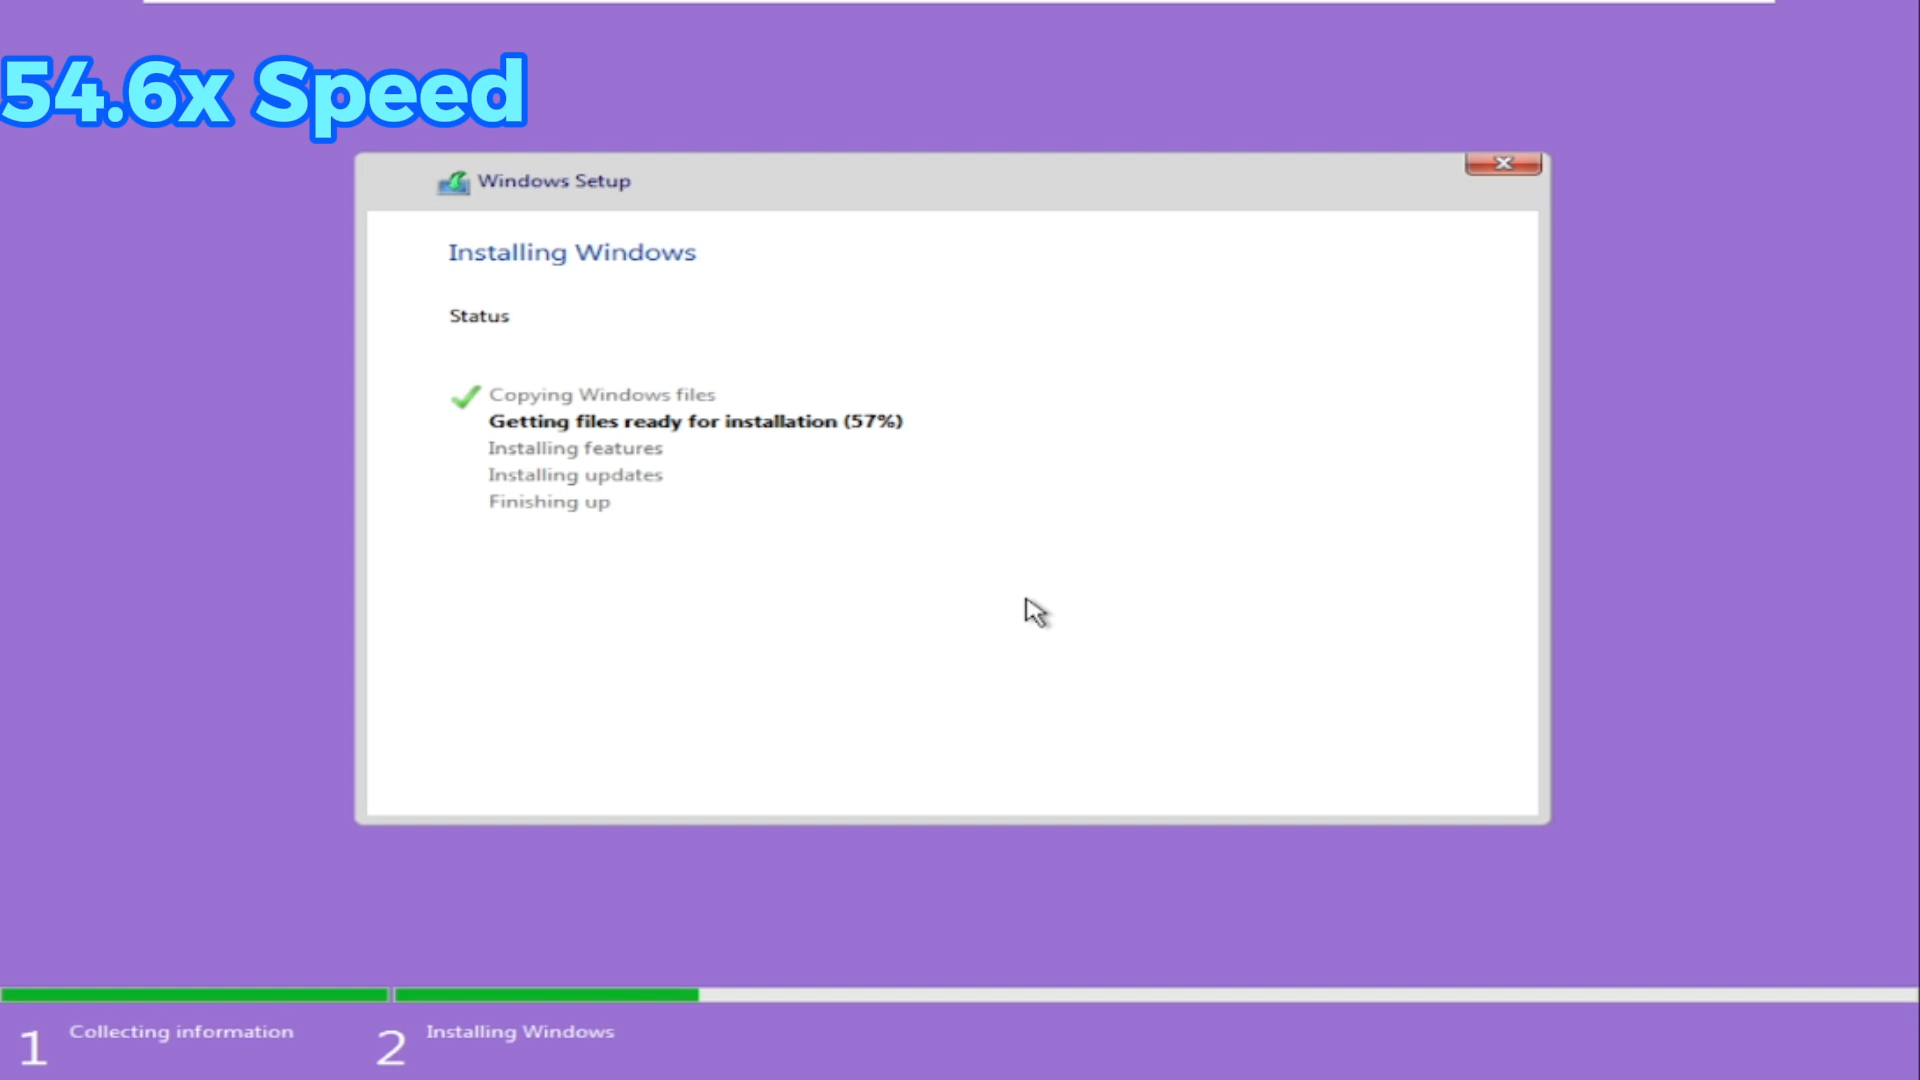 54.6x Speed
Windows Setup
Installing Windows
Status
Copying Windows files
Getting files ready for installation (57%)
Installing features
Installing updates
Finishing up
1 Collecting information
2 Installing Windows